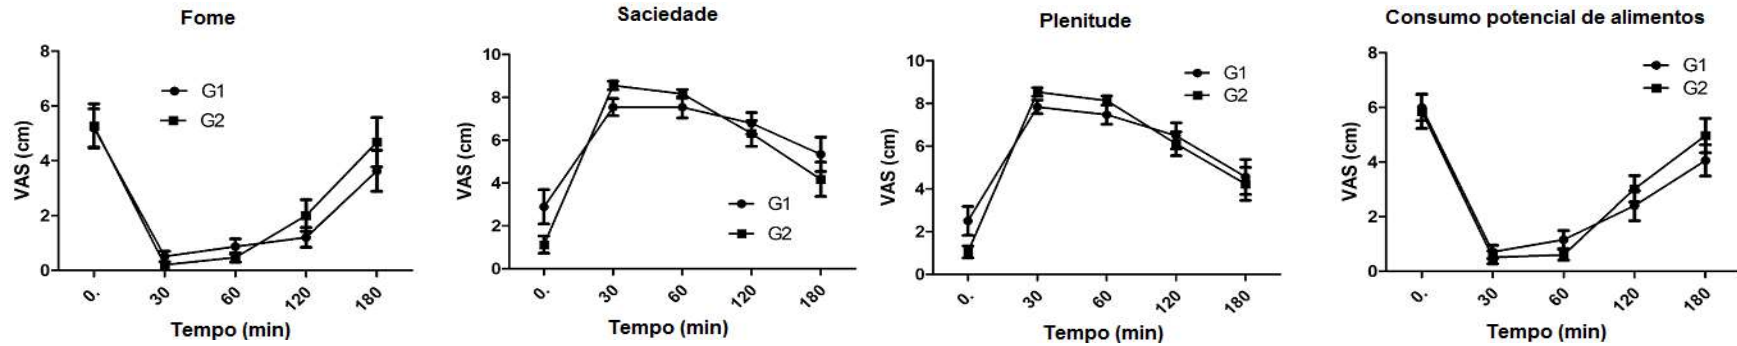 Fome
VAS (cm)
8
6
4
2
0
G1
G2
0.
30
60
120
180
Tempo (min)
Saciedade
VAS (cm)
10
8
6
4
2
0
G1
G2
0.
30
60
120
180
Tempo (min)
Plenitude
VAS (cm)
10
8
6
4
2
0
G1
G2
0.
30
60
120
180
Tempo (min)
Consumo potencial de alimentos
VAS (cm)
8
6
4
2
0
G1
G2
0.
30
60
120
180
Tempo (min)